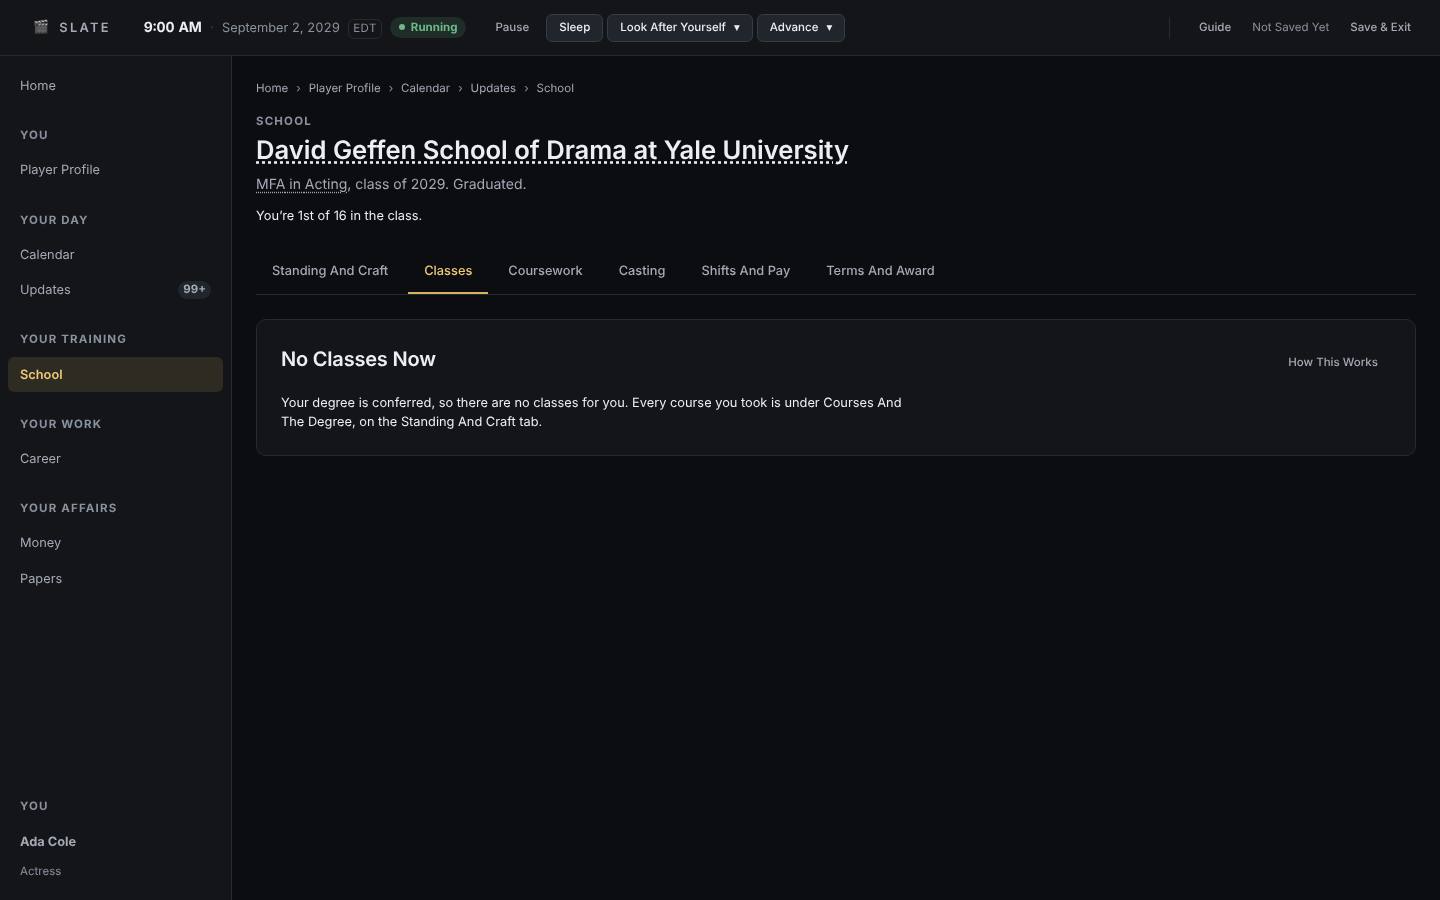 SLATE
9:00 AM · September 2, 2029 EDT Running
Pause
Sleep
Look After Yourself ▾
Advance ▾
Guide
Not Saved Yet
Save & Exit
Home
YOU
Player Profile
YOUR DAY
Calendar
Updates 99+
YOUR TRAINING
School
YOUR WORK
Career
YOUR AFFAIRS
Money
Papers
YOU
Ada Cole
Actress
Home › Player Profile › Calendar › Updates › School
SCHOOL
David Geffen School of Drama at Yale University
MFA in Acting, class of 2029. Graduated.
You’re 1st of 16 in the class.
Standing And Craft
Classes
Coursework
Casting
Shifts And Pay
Terms And Award
No Classes Now
How This Works
Your degree is conferred, so there are no classes for you. Every course you took is under Courses And
The Degree, on the Standing And Craft tab.